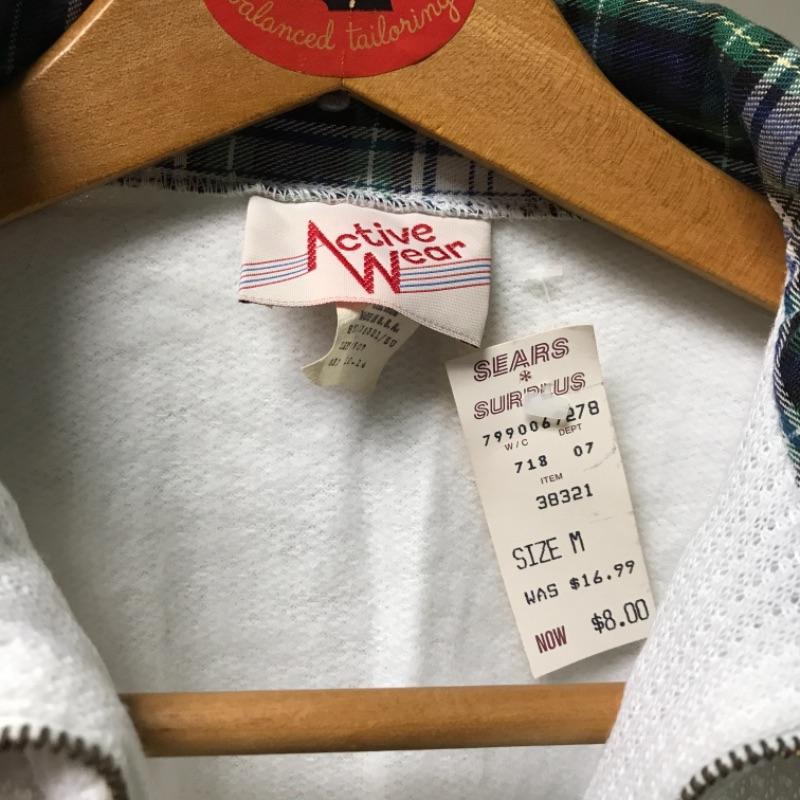 balanced tailoring
Active
Wear
SEARS
*
SURPLUS
799006 278
W/C DEPT
718 07
ITEM
38321
SIZE M
WAS $16.99
NOW $8.00